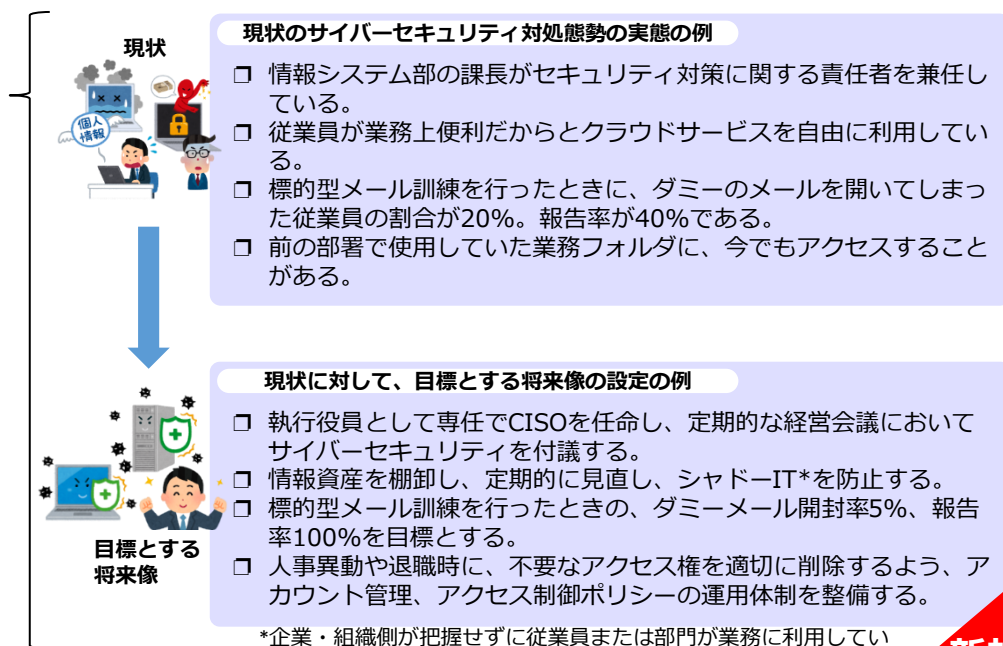 現状
現状のサイバーセキュリティ対処態勢の実態の例
個人
情報
❐ 情報システム部の課長がセキュリティ対策に関する責任者を兼任し
ている。
❐ 従業員が業務上便利だからとクラウドサービスを自由に利用してい
る。
❐ 標的型メール訓練を行ったときに、ダミーのメールを開いてしまっ
た従業員の割合が20%。報告率が40%である。
❐ 前の部署で使用していた業務フォルダに、今でもアクセスすること
がある。
現状に対して、目標とする将来像の設定の例
❐ 執行役員として専任でCISOを任命し、定期的な経営会議において
サイバーセキュリティを付議する。
❐ 情報資産を棚卸し、定期的に見直し、シャドーIT*を防止する。
❐ 標的型メール訓練を行ったときの、ダミーメール開封率5%、報告
率100%を目標とする。
❐ 人事異動や退職時に、不要なアクセス権を適切に削除するよう、ア
カウント管理、アクセス制御ポリシーの運用体制を整備する。
目標とする
将来像
*企業・組織側が把握せずに従業員または部門が業務に利用してい